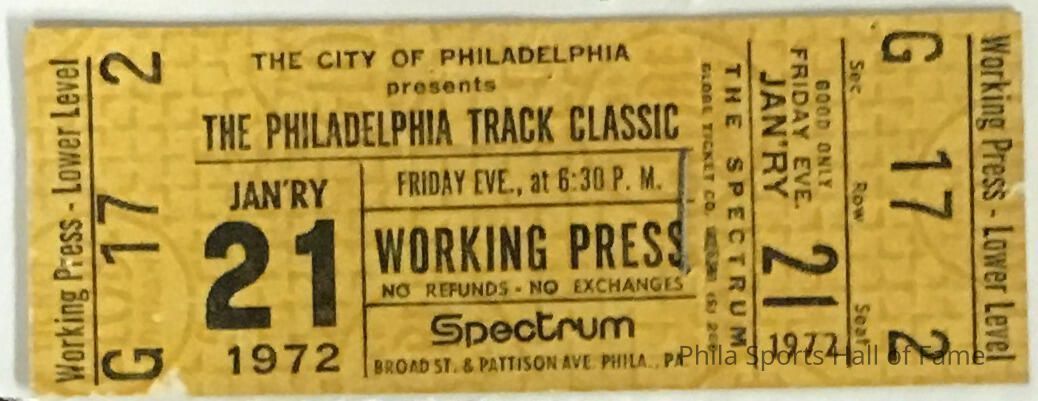 Working Press - Lower Level
G 17 2
THE CITY OF PHILADELPHIA
presents
THE PHILADELPHIA TRACK CLASSIC
JAN'RY
21
1972
FRIDAY EVE., at 6:30 P. M.
WORKING PRESS
NO REFUNDS - NO EXCHANGES
Spectrum
BROAD ST. & PATTISON AVE. PHILA., PA.
GLOBE TICKET CO.
THE SPECTRUM
JAN'RY 21 1972
FRIDAY EVE.
GOOD ONLY
Sec Row Seat
G 17 2
Working Press - Lower Level
Phila Sports Hall of Fame